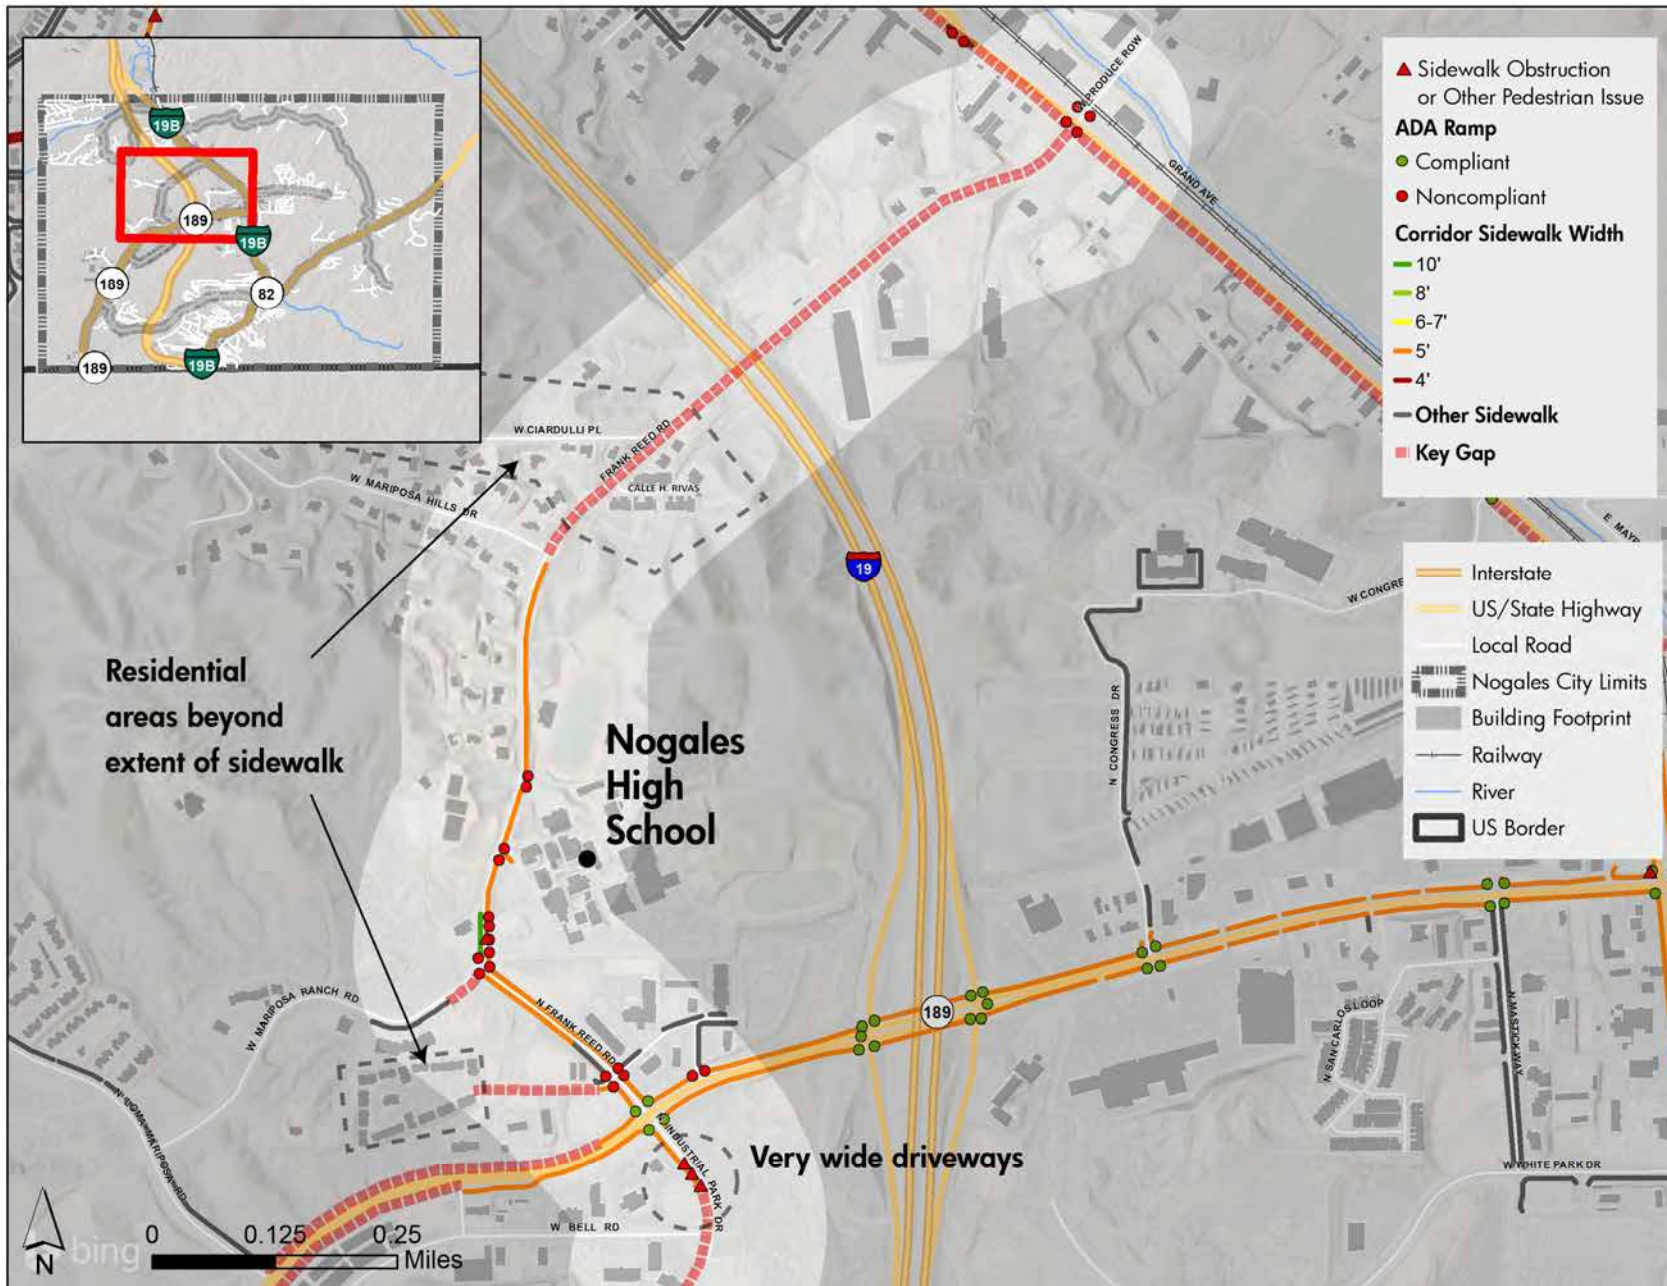 19B
189
19B
189
82
189
19B
W PRODUCE ROW
GRAND AVE
Sidewalk Obstruction
or Other Pedestrian Issue
ADA Ramp
Compliant
Noncompliant
Corridor Sidewalk Width
10'
8'
6-7'
5'
4'
Other Sidewalk
Key Gap
W CIARDULLI PL
FRANK REED RD
W MARIPOSA HILLS DR
CALLE H. RIVAS
19
W CONGRE
Interstate
US/State Highway
Local Road
Nogales City Limits
Building Footprint
Railway
River
US Border
Residential
areas beyond
extent of sidewalk
Nogales
High
School
N CONGRESS DR
W MARIPOSA RANCH RD
N FRANK REED RD
189
N SAN CARLOS LOOP
N MASTICK WAY
N INDUSTRIAL PARK DR
Very wide driveways
W WHITE PARK DR
W BELL RD
N
bing
0 0.125 0.25
Miles